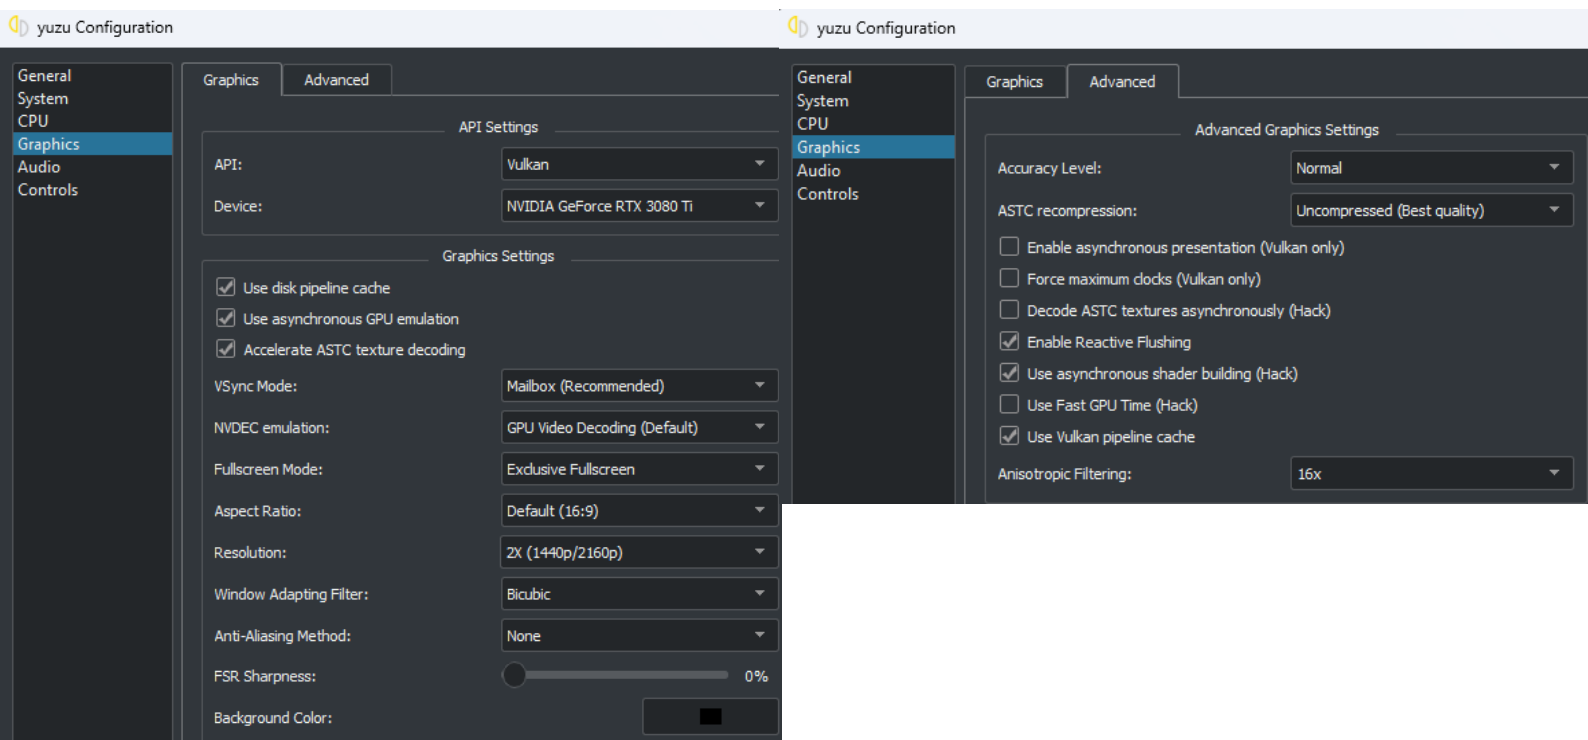 yuzu Configuration
General
System
CPU
Graphics
Audio
Controls
Graphics
Advanced
API Settings
API:
Vulkan
Device:
NVIDIA GeForce RTX 3080 Ti
Graphics Settings
Use disk pipeline cache
Use asynchronous GPU emulation
Accelerate ASTC texture decoding
VSync Mode:
Mailbox (Recommended)
NVDEC emulation:
GPU Video Decoding (Default)
Fullscreen Mode:
Exclusive Fullscreen
Aspect Ratio:
Default (16:9)
Resolution:
2X (1440p/2160p)
Window Adapting Filter:
Bicubic
Anti-Aliasing Method:
None
FSR Sharpness:
0%
Background Color:
yuzu Configuration
General
System
CPU
Graphics
Audio
Controls
Graphics
Advanced
Advanced Graphics Settings
Accuracy Level:
Normal
ASTC recompression:
Uncompressed (Best quality)
Enable asynchronous presentation (Vulkan only)
Force maximum clocks (Vulkan only)
Decode ASTC textures asynchronously (Hack)
Enable Reactive Flushing
Use asynchronous shader building (Hack)
Use Fast GPU Time (Hack)
Use Vulkan pipeline cache
Anisotropic Filtering:
16x